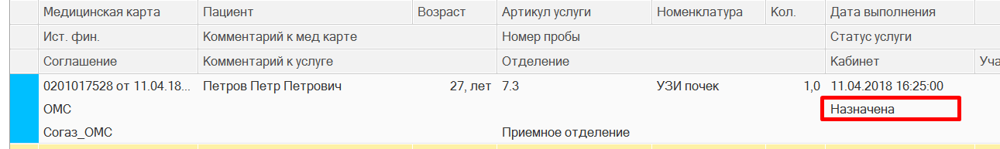 Медицинская карта Пациент Возраст Артикул услуги Номенклатура Кол. Дата выполнения
Ист. фин. Комментарий к мед карте Номер пробы Статус услуги
Соглашение Комментарий к услуге Отделение Кабинет Уча
0201017528 от 11.04.18... Петров Петр Петрович 27, лет 7.3 УЗИ почек 1,0 11.04.2018 16:25:00
ОМС Назначена
Согаз_ОМС Приемное отделение